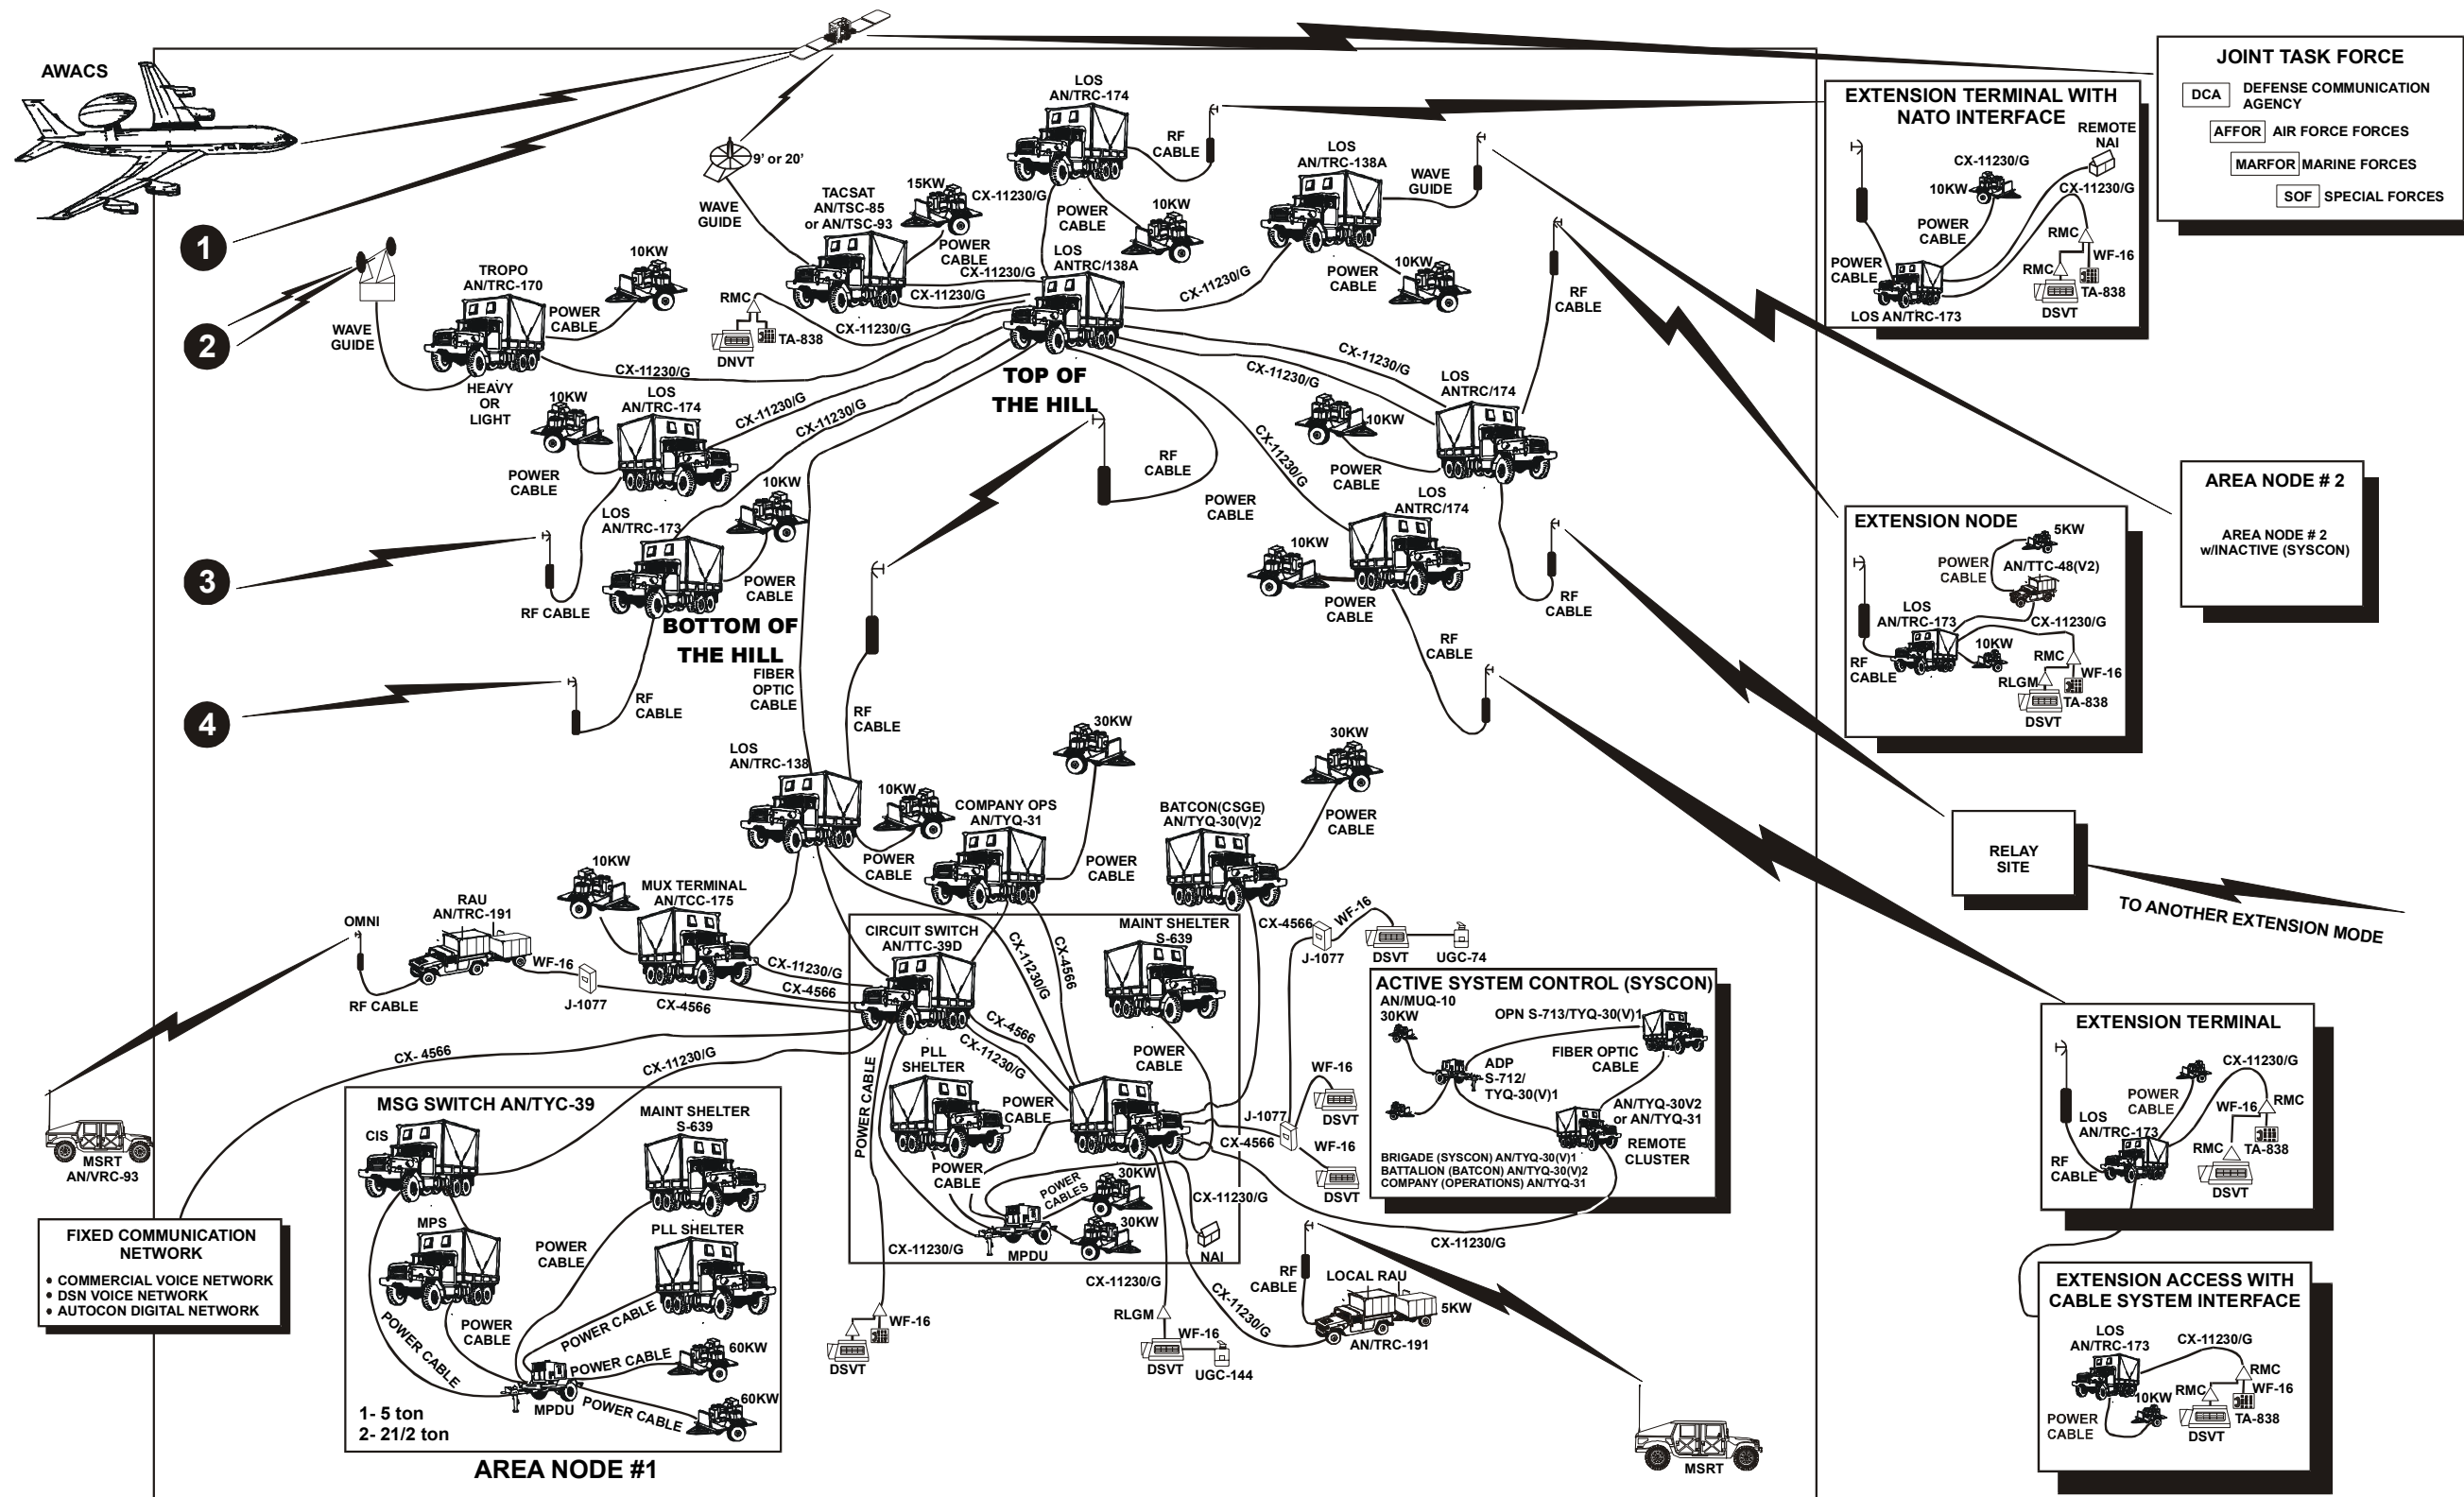 AWACS
1
2
3
4
9' or 20'
WAVE
GUIDE
TACSAT
AN/TSC-85
or AN/TSC-93
15KW
CX-11230/G
POWER
CABLE
CX-11230/G
CX-11230/G
LOS
AN/TRC-174
RF
CABLE
POWER
CABLE
10KW
LOS
ANTRC/138A
LOS
AN/TRC-138A
WAVE
GUIDE
POWER
CABLE
10KW
CX-11230/G
RF
CABLE
TROPO
AN/TRC-170
10KW
POWER
CABLE
WAVE
GUIDE
HEAVY
OR
LIGHT
RMC
TA-838
DNVT
CX-11230/G
CX-11230/G
TOP OF
THE HILL
RF
CABLE
10KW
LOS
AN/TRC-174
CX-11230/G
CX-11230/G
POWER
CABLE
10KW
LOS
AN/TRC-173
POWER
CABLE
RF CABLE
BOTTOM OF
THE HILL
FIBER
OPTIC
CABLE
RF
CABLE
RF
CABLE
CX-11230/G
CX-11230/G
CX-11230/G
LOS
ANTRC/174
10KW
POWER
CABLE
POWER
CABLE
LOS
ANTRC/174
10KW
POWER
CABLE
RF
CABLE
RF
CABLE
LOS
AN/TRC-138
10KW
POWER
CABLE
30KW
COMPANY OPS
AN/TYQ-31
POWER
CABLE
BATCON(CSGE)
AN/TYQ-30(V)2
30KW
POWER
CABLE
10KW
MUX TERMINAL
AN/TCC-175
RAU
AN/TRC-191
OMNI
RF CABLE
WF-16
J-1077
CX-11230/G
CX-4566
CX-4566
CIRCUIT SWITCH
AN/TTC-39D
CX-11230/G
CX-4566
MAINT SHELTER
S-639
CX-4566
WF-16
J-1077
DSVT
UGC-74
CX- 4566
CX-11230/G
CX-4566
CX-11230/G
POWER CABLE
PLL
SHELTER
POWER
CABLE
POWER
CABLE
POWER
CABLE
POWER
CABLES
30KW
30KW
MPDU
CX-11230/G
CX-11230/G
NAI
J-1077
CX-4566
WF-16
DSVT
WF-16
DSVT
ACTIVE SYSTEM CONTROL (SYSCON)
AN/MUQ-10
30KW
OPN S-713/TYQ-30(V)1
FIBER OPTIC
CABLE
ADP
S-712/
TYQ-30(V)1
AN/TYQ-30V2
or AN/TYQ-31
REMOTE
CLUSTER
BRIGADE (SYSCON) AN/TYQ-30(V)1
BATTALION (BATCON) AN/TYQ-30(V)2
COMPANY (OPERATIONS) AN/TYQ-31
CX-11230/G
MSRT
AN/VRC-93
FIXED COMMUNICATION
NETWORK
• COMMERCIAL VOICE NETWORK
• DSN VOICE NETWORK
• AUTOCON DIGITAL NETWORK
MSG SWITCH AN/TYC-39
CIS
MAINT SHELTER
S-639
MPS
PLL SHELTER
POWER
CABLE
POWER
CABLE
POWER CABLE
POWER CABLE
POWER CABLE
POWER CABLE
60KW
60KW
MPDU
1- 5 ton
2- 21/2 ton
AREA NODE #1
WF-16
DSVT
CX-11230/G
RLGM
WF-16
DSVT
UGC-144
CX-11230/G
RF
CABLE
LOCAL RAU
5KW
AN/TRC-191
MSRT
EXTENSION TERMINAL WITH
NATO INTERFACE
REMOTE
NAI
CX-11230/G
10KW
CX-11230/G
POWER
CABLE
POWER
CABLE
RMC
WF-16
RMC
TA-838
DSVT
LOS AN/TRC-173
JOINT TASK FORCE
DCA DEFENSE COMMUNICATION
AGENCY
AFFOR AIR FORCE FORCES
MARFOR MARINE FORCES
SOF SPECIAL FORCES
AREA NODE # 2
AREA NODE # 2
w/INACTIVE (SYSCON)
EXTENSION NODE
5KW
POWER
CABLE
AN/TTC-48(V2)
LOS
AN/TRC-173
CX-11230/G
10KW
RF
CABLE
RMC
RLGM
WF-16
TA-838
DSVT
RELAY
SITE
TO ANOTHER EXTENSION MODE
EXTENSION TERMINAL
CX-11230/G
POWER
CABLE
WF-16
RMC
LOS
AN/TRC-173
RMC
TA-838
RF
CABLE
DSVT
EXTENSION ACCESS WITH
CABLE SYSTEM INTERFACE
LOS
AN/TRC-173
CX-11230/G
RMC
RMC
WF-16
10KW
TA-838
POWER
CABLE
DSVT